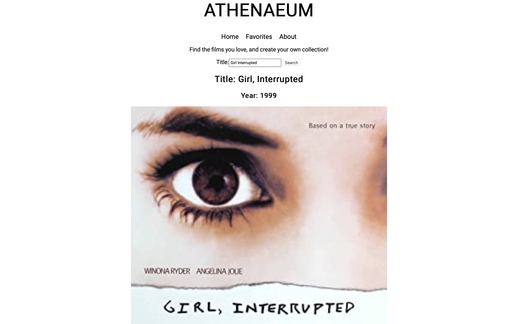 ATHENAEUM
Home Favorites About
Find the films you love, and create your own collection!
Title: Girl Interrupted Search
Title: Girl, Interrupted
Year: 1999
Based on a true story
WINONA RYDER ANGELINA JOLIE
GIRL, INTERRUPTED